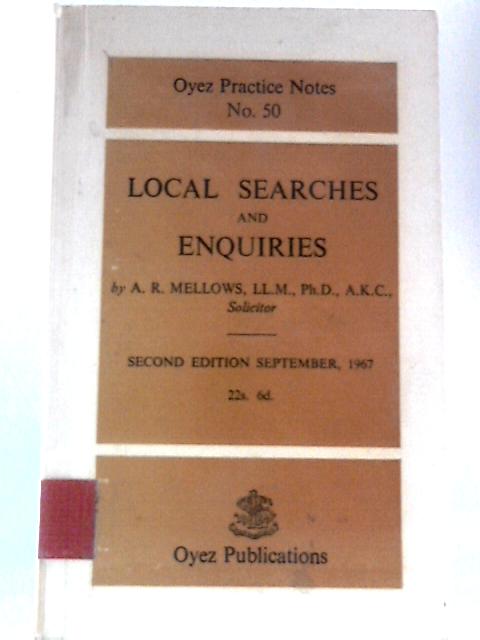 Oyez Practice Notes
No. 50
LOCAL SEARCHES
AND
ENQUIRIES
by A. R. MELLOWS, LL.M., Ph.D., A.K.C.,
Solicitor
SECOND EDITION SEPTEMBER, 1967
22s. 6d.
Oyez Publications